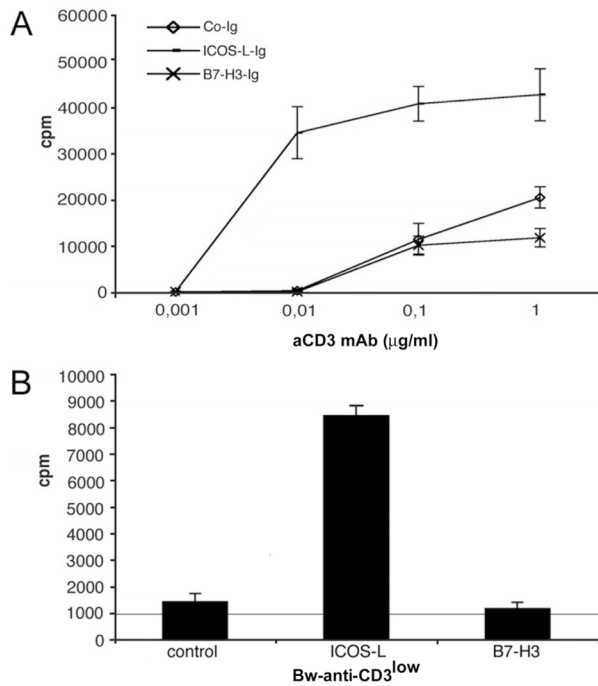 A
Co-Ig
ICOS-L-Ig
B7-H3-Ig
60000
50000
40000
30000
20000
10000
0
cpm
0,001 0,01 0,1 1
aCD3 mAb (μg/ml)
B
10000
9000
8000
7000
6000
5000
4000
3000
2000
1000
0
cpm
control ICOS-L B7-H3
Bw-anti-CD3low